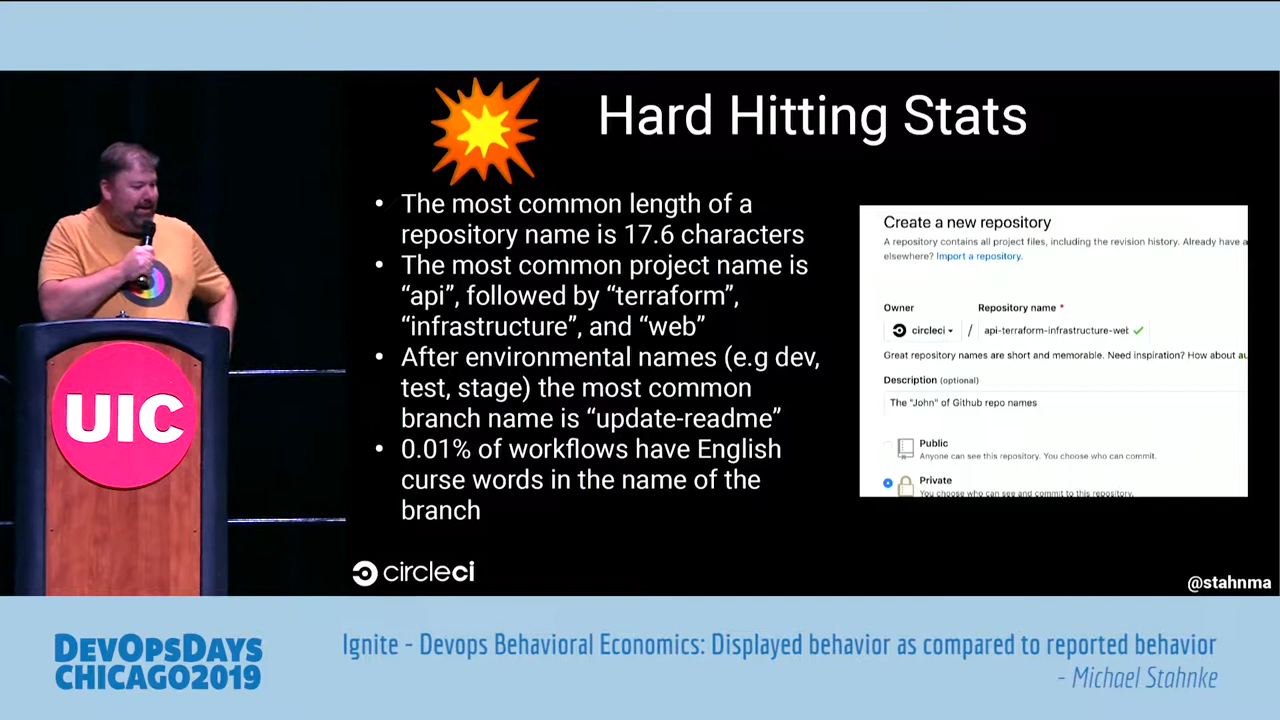 Hard Hitting Stats
• The most common length of a
repository name is 17.6 characters
• The most common project name is
“api”, followed by “terraform”,
“infrastructure”, and “web”
• After environmental names (e.g dev,
test, stage) the most common
branch name is “update-readme”
• 0.01% of workflows have English
curse words in the name of the
branch
Create a new repository
A repository contains all project files, including the revision history. Already have a
elsewhere? Import a repository.
Owner
Repository name *
circleci /
api-terraform-infrastructure-web
Great repository names are short and memorable. Need inspiration? How about au
Description (optional)
The "John" of Github repo names
Public
Anyone can see this repository. You choose who can commit.
Private
You choose who can see and commit to this repository.
circleci
@stahnma
UIC
DEVOPSDAYS
CHICAGO2019
Ignite - Devops Behavioral Economics: Displayed behavior as compared to reported behavior
- Michael Stahnke